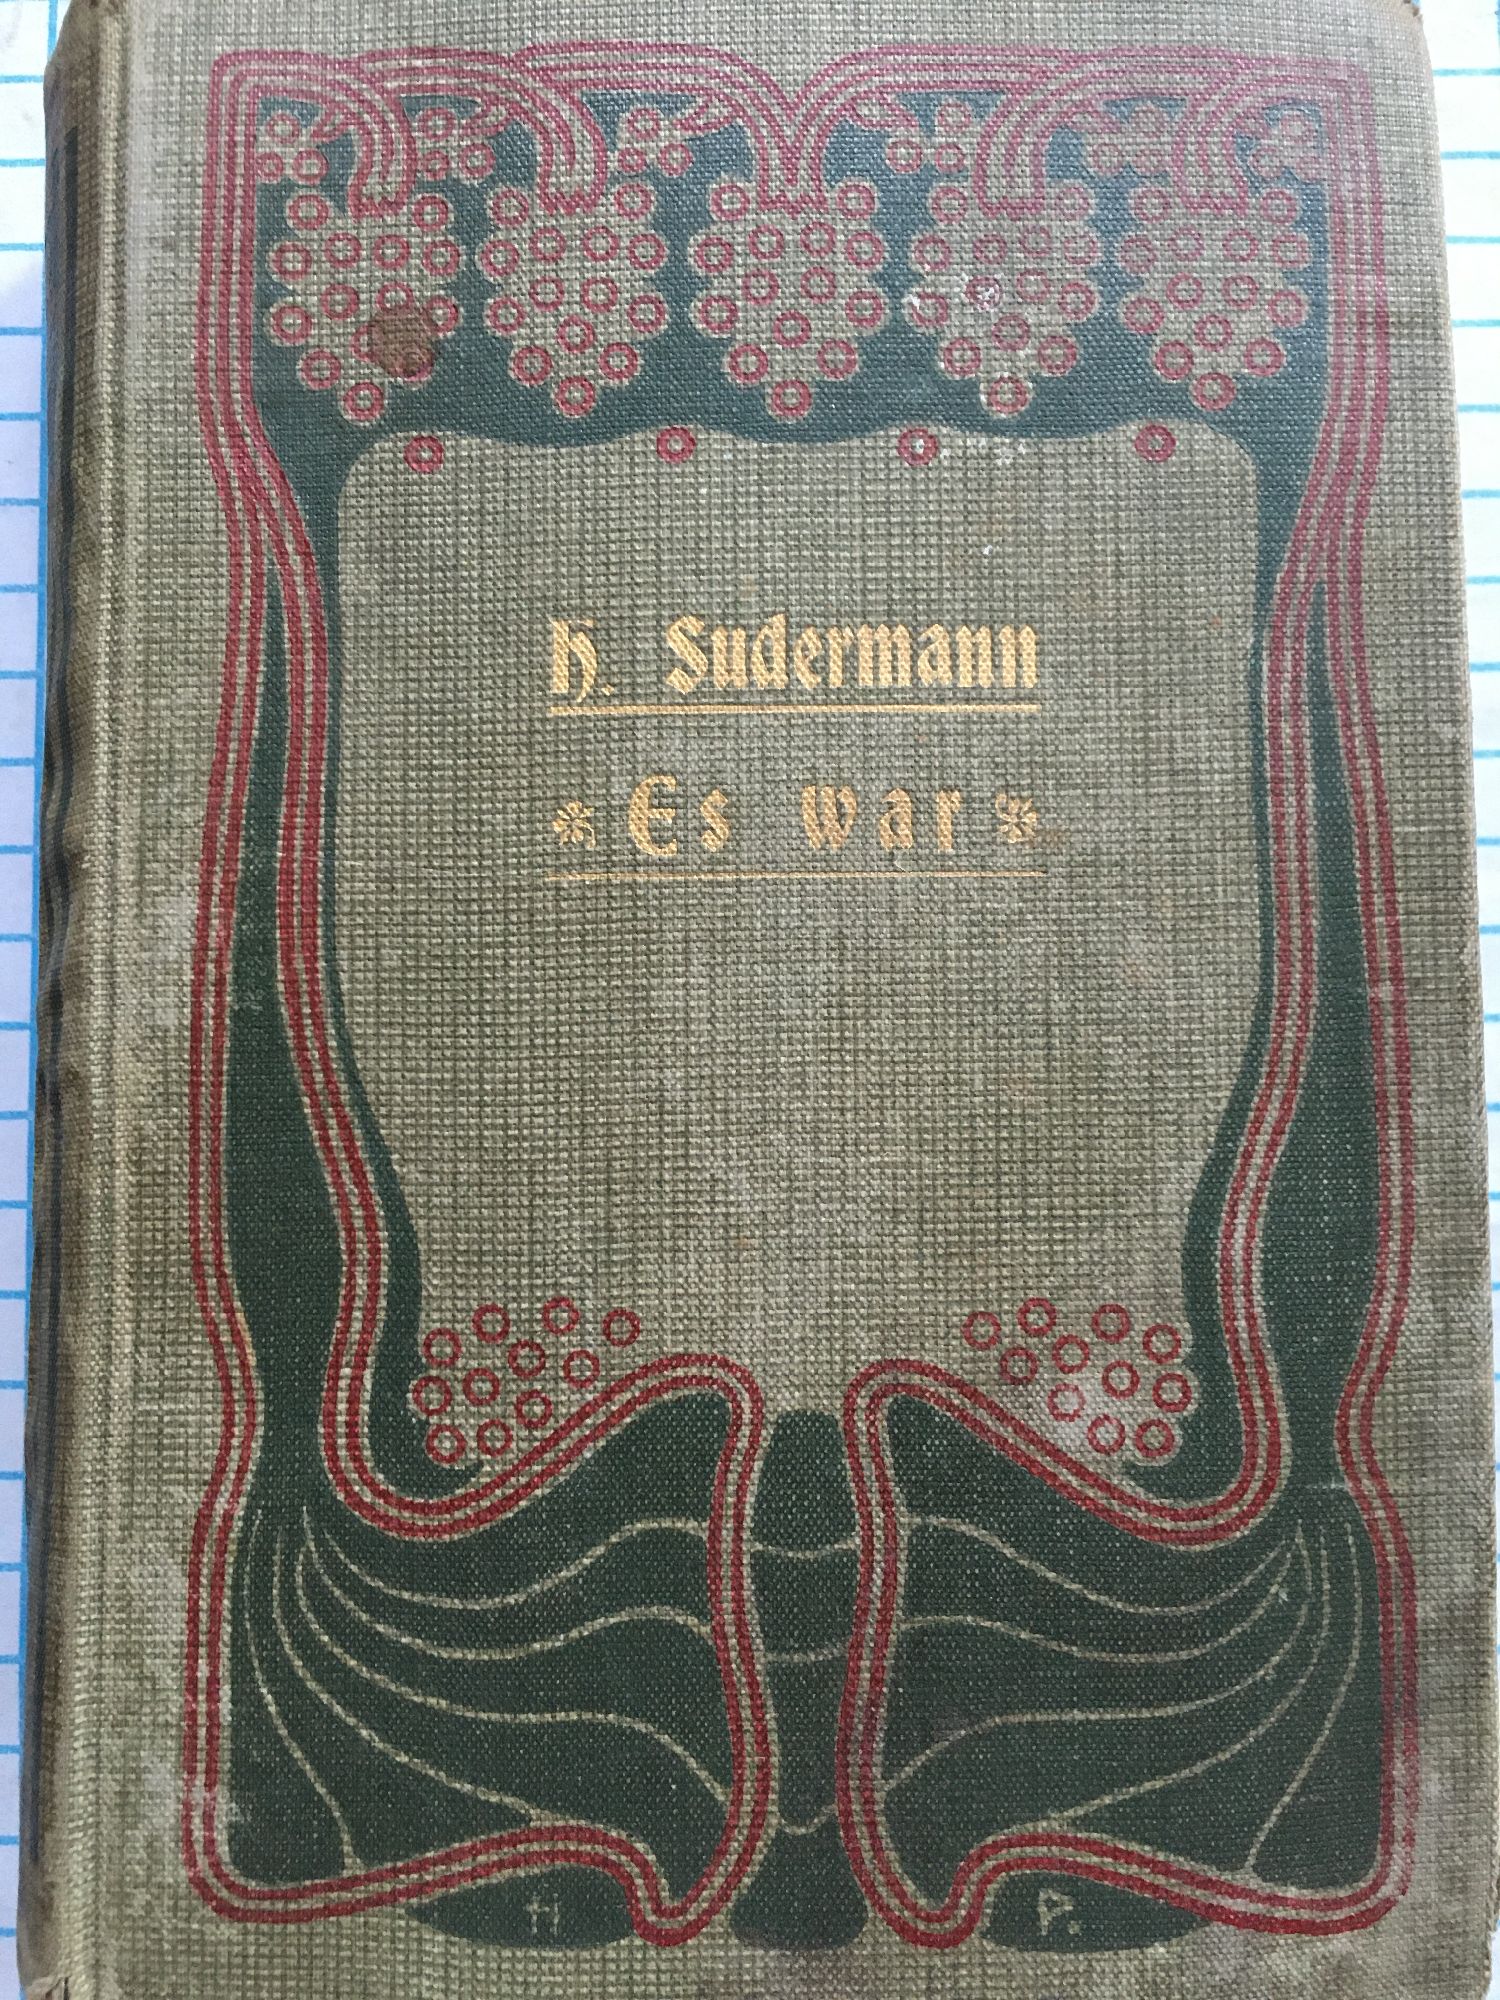 H. Sudermann
Es war
H P.